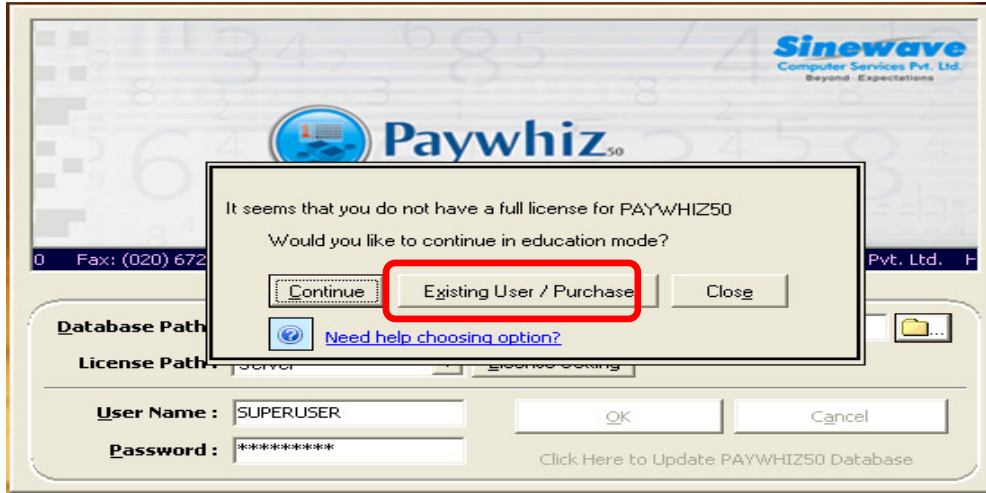 Sinewave
Computer Services Pvt. Ltd.
Beyond Expectations
Paywhiz50
It seems that you do not have a full license for PAYWHIZ50
Would you like to continue in education mode?
0 Fax: (020) 672 Pvt. Ltd. H
Continue Existing User / Purchase Close
Database Path ...
Need help choosing option?
License Path : Server License Setting
User Name : SUPERUSER OK Cancel
Password : *********
Click Here to Update PAYWHIZ50 Database